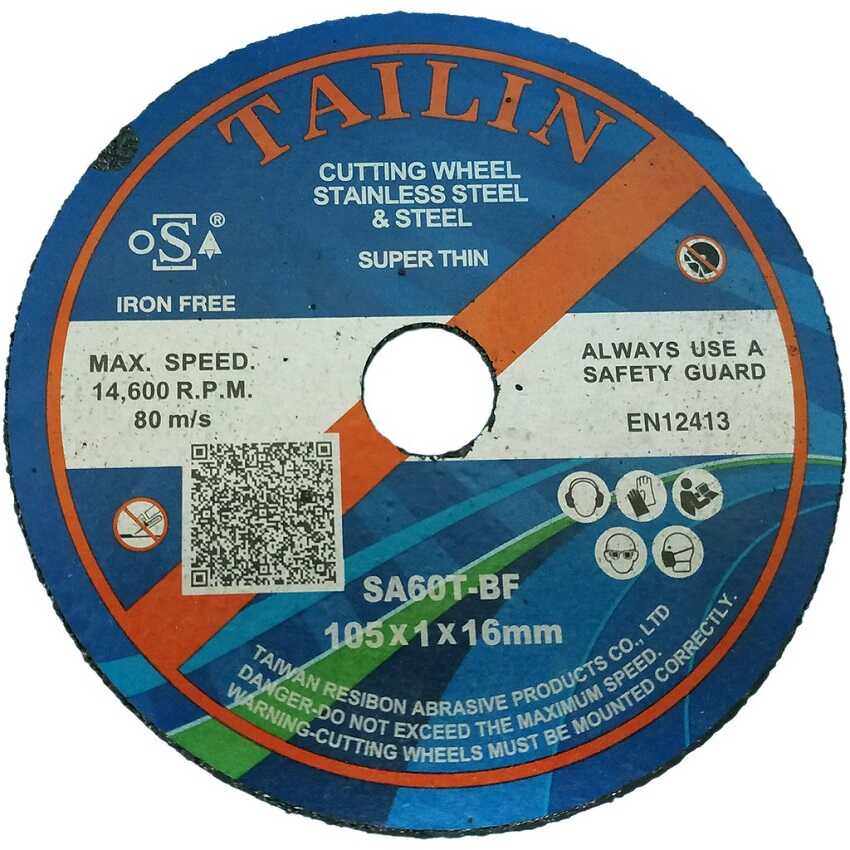 TAILIN
CUTTING WHEEL
STAINLESS STEEL
& STEEL
SUPER THIN
oSa®
IRON FREE
MAX. SPEED.
14,600 R.P.M.
80 m/s
ALWAYS USE A
SAFETY GUARD
EN12413
SA60T-BF
105x1x16mm
TAIWAN RESIBON ABRASIVE PRODUCTS CO., LTD
DANGER-DO NOT EXCEED THE MAXIMUM SPEED.
WARNING-CUTTING WHEELS MUST BE MOUNTED CORRECTLY.